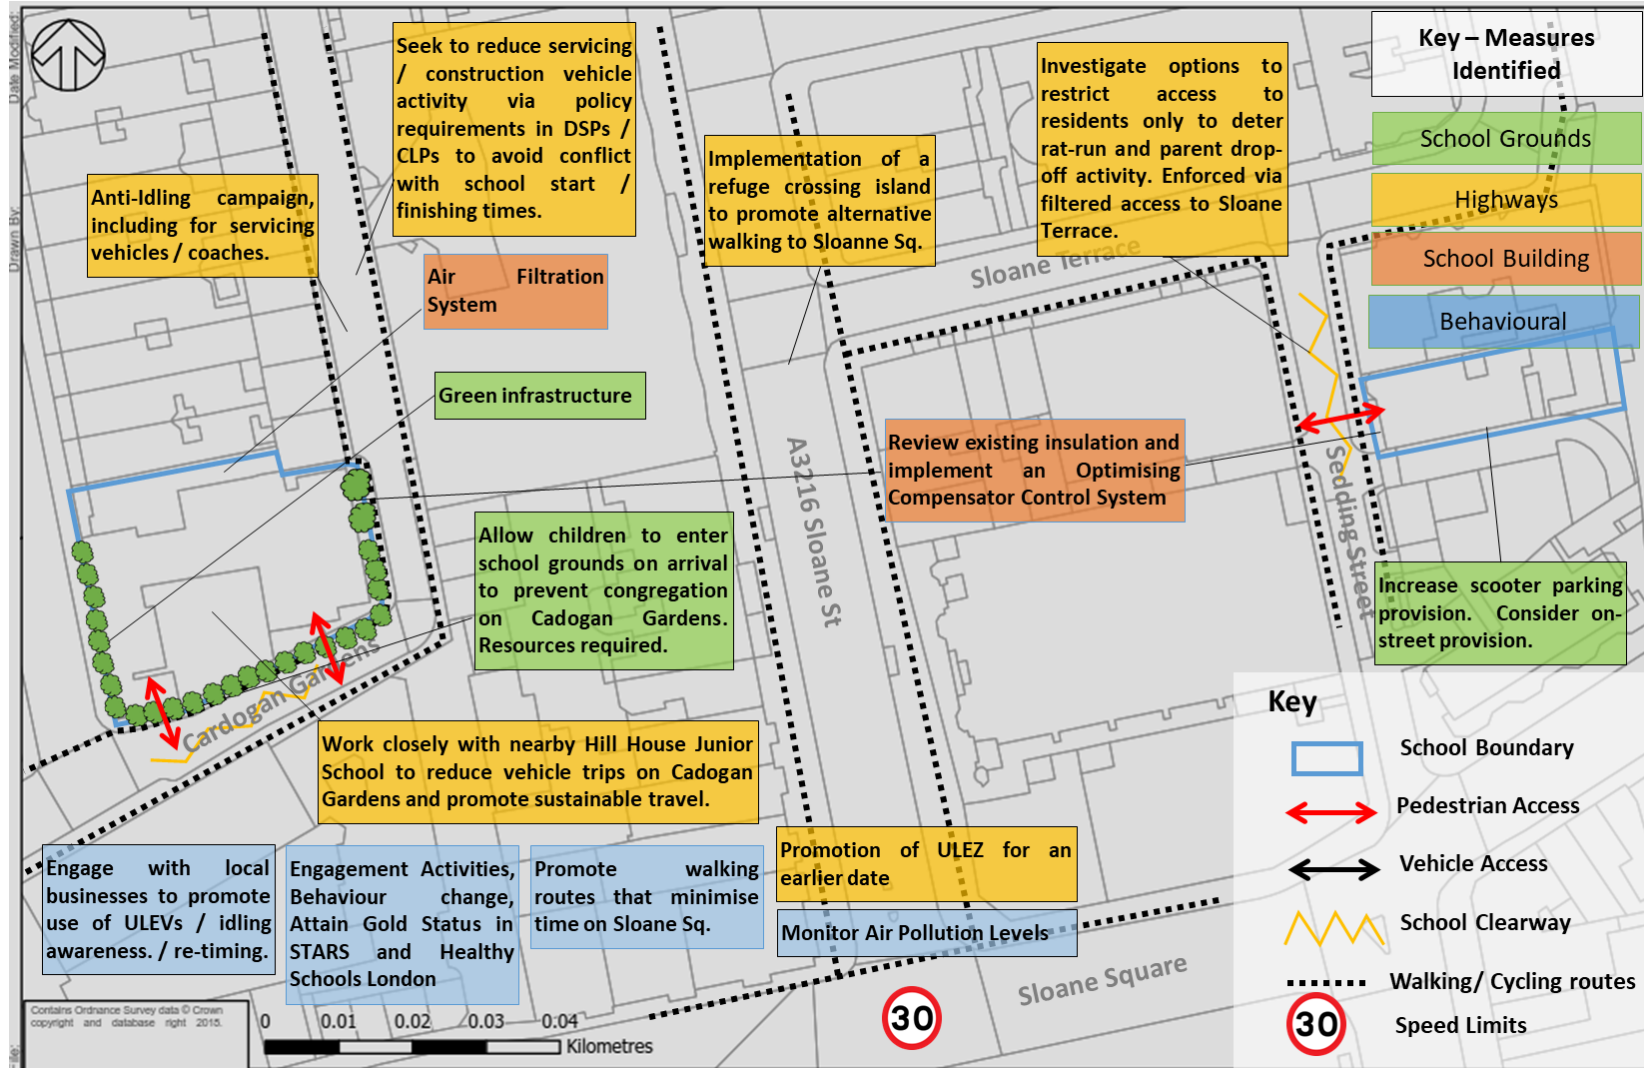 Date Modified:
Drawn By:
File:
Seek to reduce servicing
/ construction vehicle
activity via policy
requirements in DSPs /
CLPs to avoid conflict
with school start /
finishing times.
Anti-Idling campaign,
including for servicing
vehicles / coaches.
Air Filtration
System
Green infrastructure
Implementation of a
refuge crossing island
to promote alternative
walking to Sloanne Sq.
Investigate options to
restrict access to
residents only to deter
rat-run and parent drop-
off activity. Enforced via
filtered access to Sloane
Terrace.
Key – Measures
Identified
School Grounds
Highways
School Building
Behavioural
Sloane Terrace
A3216 Sloane St
Sedding Street
Review existing insulation and
implement an Optimising
Compensator Control System
Allow children to enter
school grounds on arrival
to prevent congregation
on Cadogan Gardens.
Resources required.
Increase scooter parking
provision. Consider on-
street provision.
Cardogan Gardens
Work closely with nearby Hill House Junior
School to reduce vehicle trips on Cadogan
Gardens and promote sustainable travel.
Engage with local
businesses to promote
use of ULEVs / idling
awareness. / re-timing.
Engagement Activities,
Behaviour change,
Attain Gold Status in
STARS and Healthy
Schools London
Promote walking
routes that minimise
time on Sloane Sq.
Promotion of ULEZ for an
earlier date
Monitor Air Pollution Levels
Sloane Square
30
Key
School Boundary
Pedestrian Access
Vehicle Access
School Clearway
Walking/ Cycling routes
30
Speed Limits
Contains Ordnance Survey data © Crown
copyright and database right 2015.
0 0.01 0.02 0.03 0.04
Kilometres